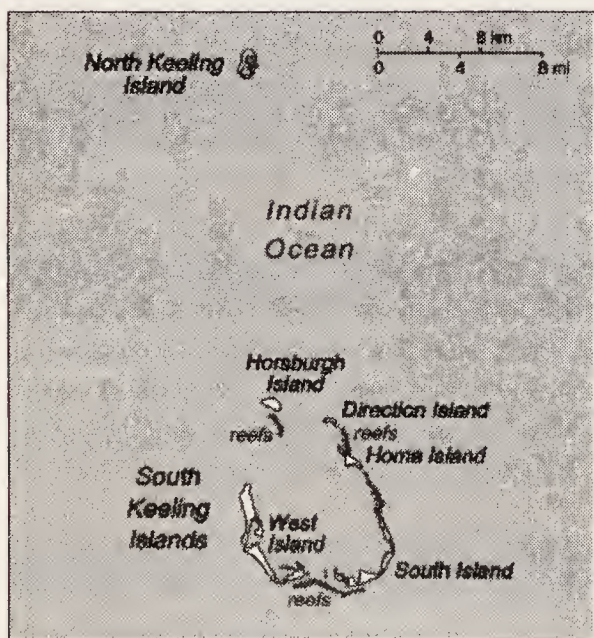 North Keeling
Island
0 4 8 km
0 4 8 mi
Indian
Ocean
Horsburgh
Island
reefs
Direction Island
reefs
Home Island
South
Keeling
Islands
West
Island
South Island
reefs